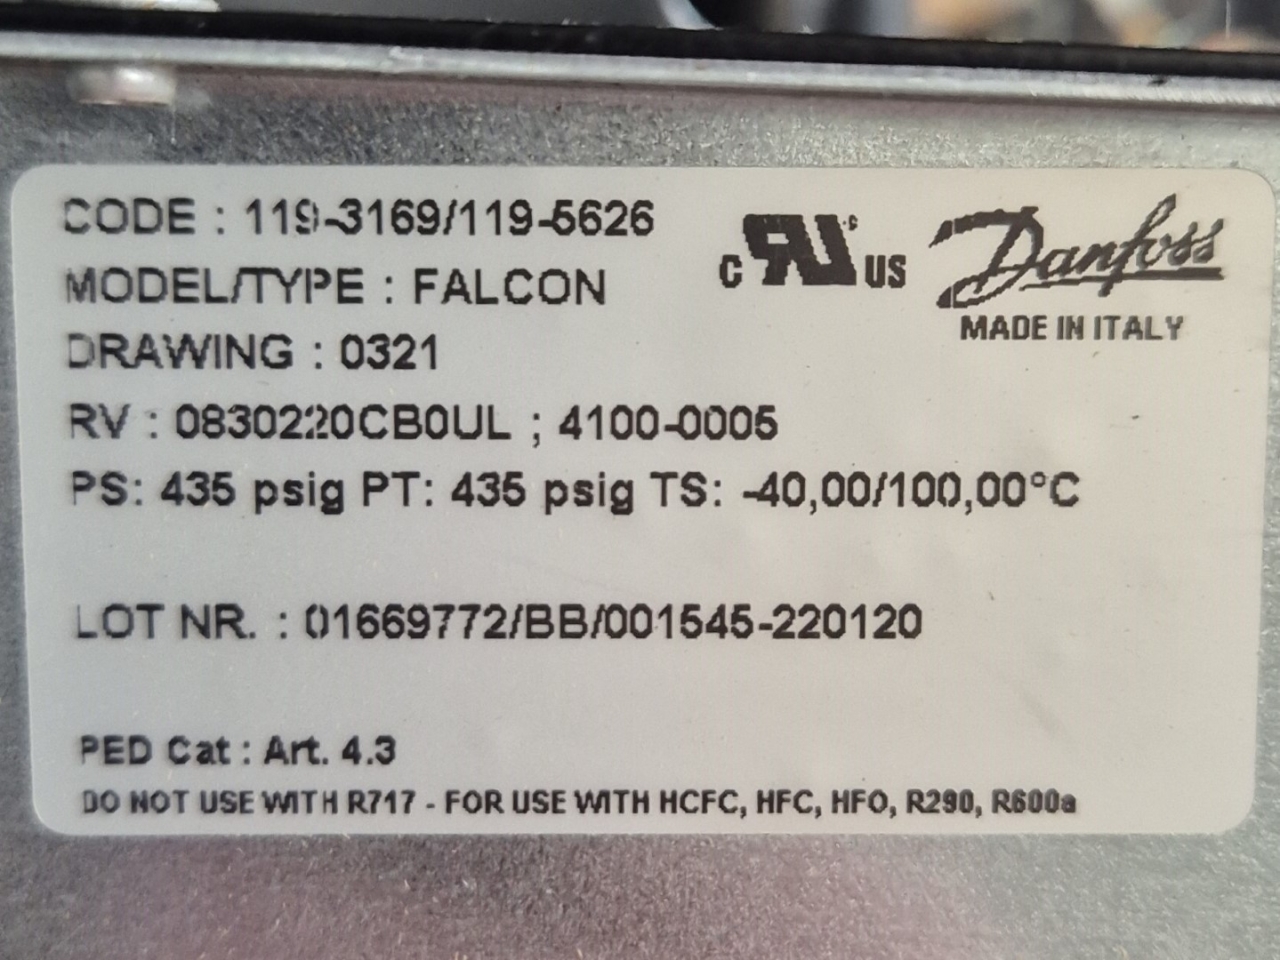 CODE : 119-3169/119-5626
MODEL/TYPE : FALCON
DRAWING : 0321
RV : 0830220CB0UL ; 4100-0005
PS: 435 psig PT: 435 psig TS: -40,00/100,00°C
LOT NR. : 01669772/BB/001545-220120
PED Cat : Art. 4.3
DO NOT USE WITH R717 - FOR USE WITH HCFC, HFC, HFO, R290, R600a
c RU US
Danfoss
MADE IN ITALY